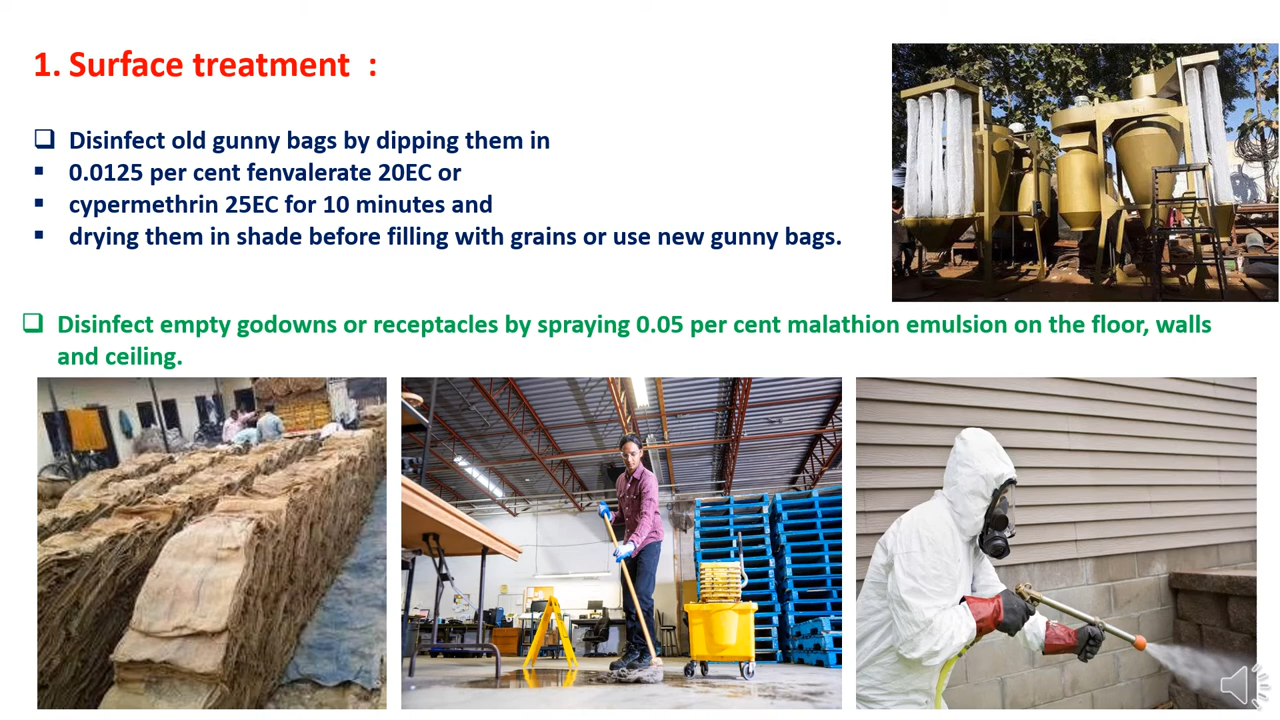 1. Surface treatment :
❑ Disinfect old gunny bags by dipping them in
▪ 0.0125 per cent fenvalerate 20EC or
▪ cypermethrin 25EC for 10 minutes and
▪ drying them in shade before filling with grains or use new gunny bags.
❑ Disinfect empty godowns or receptacles by spraying 0.05 per cent malathion emulsion on the floor, walls
and ceiling.